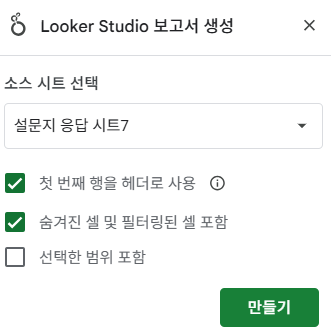 Looker Studio 보고서 생성
소스 시트 선택
설문지 응답 시트7
첫 번째 행을 헤더로 사용
숨겨진 셀 및 필터링된 셀 포함
선택한 범위 포함
만들기